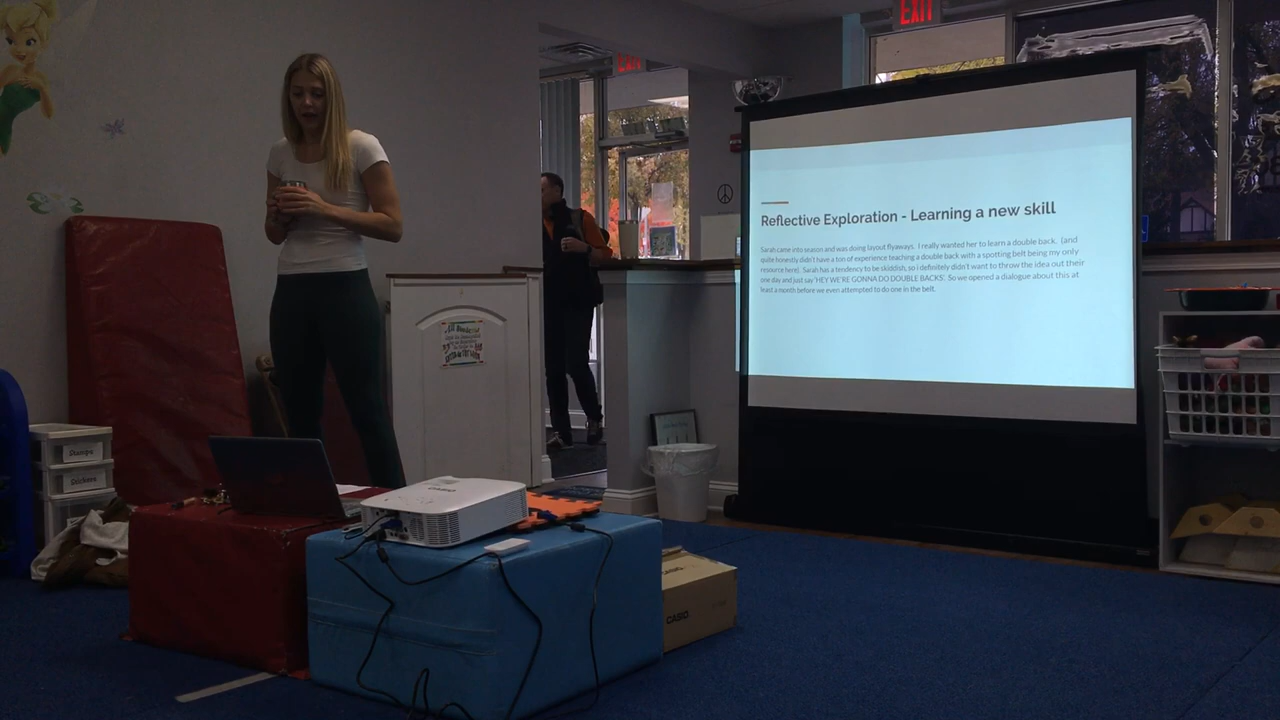 EXIT
EXIT
Reflective Exploration - Learning a new skill
Sarah came into season and was doing layout flyaways. I really wanted her to learn a double back. (and
quite honestly didn't have a ton of experience teaching a double back with a spotting belt being my only
resource here). Sarah has a tendency to be skiddish, so i definitely didn't want to throw the idea out their
one day and just say 'HEY WE'RE GONNA DO DOUBLE BACKS'. So we opened a dialogue about this at
least a month before we even attempted to do one in the belt.
Stamps
Stickers
CASIO
CASIO
CASIO